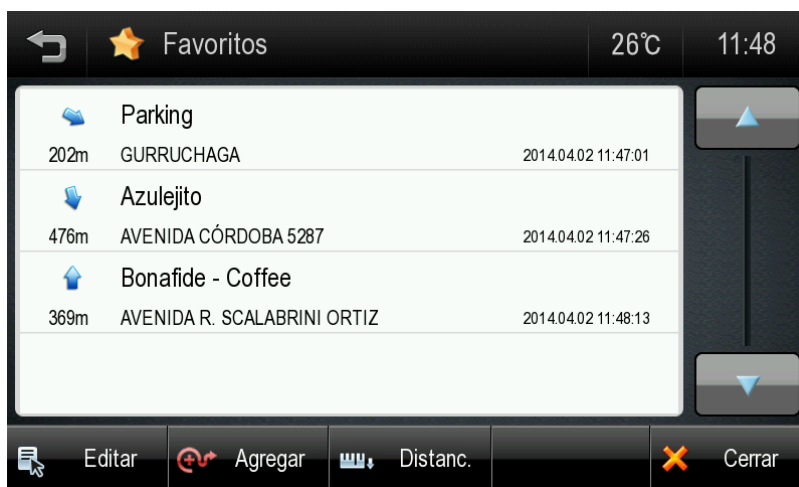 Favoritos 26℃ 11:48
Parking
202m GURRUCHAGA 2014.04.02 11:47:01
Azulejito
476m AVENIDA CÓRDOBA 5287 2014.04.02 11:47:26
Bonafide - Coffee
369m AVENIDA R. SCALABRINI ORTIZ 2014.04.02 11:48:13
Editar Agregar Distanc. Cerrar